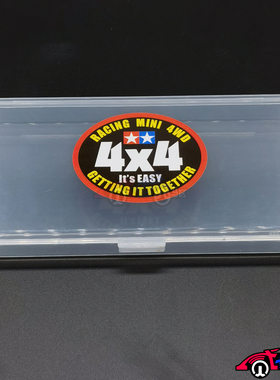 RACING MINI 4WD
4x4
It's EASY
GETTING IT TOGETHER